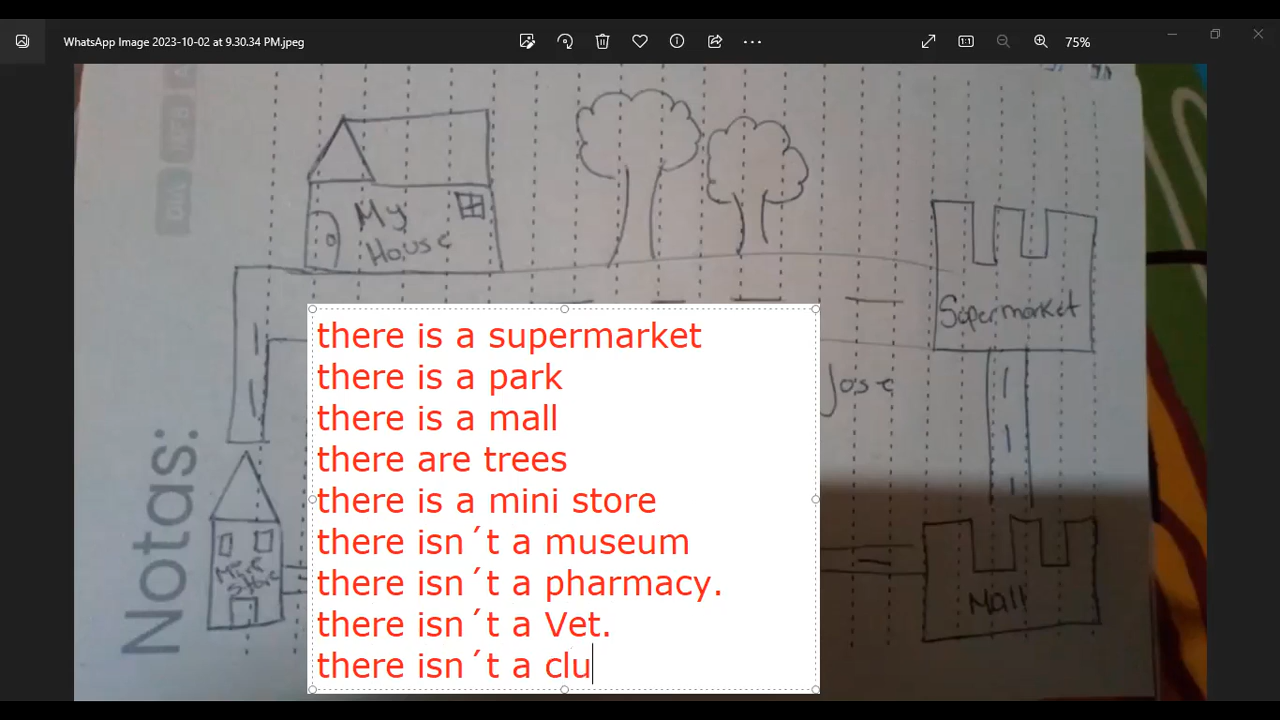 WhatsApp Image 2023-10-02 at 9.30.34 PM.jpeg
75%
My
House
Supermarket
there is a supermarket
there is a park
there is a mall
there are trees
there is a mini store
there isn´t a museum
there isn´t a pharmacy.
there isn´t a Vet.
there isn´t a clu
Jose
Notas:
Mall